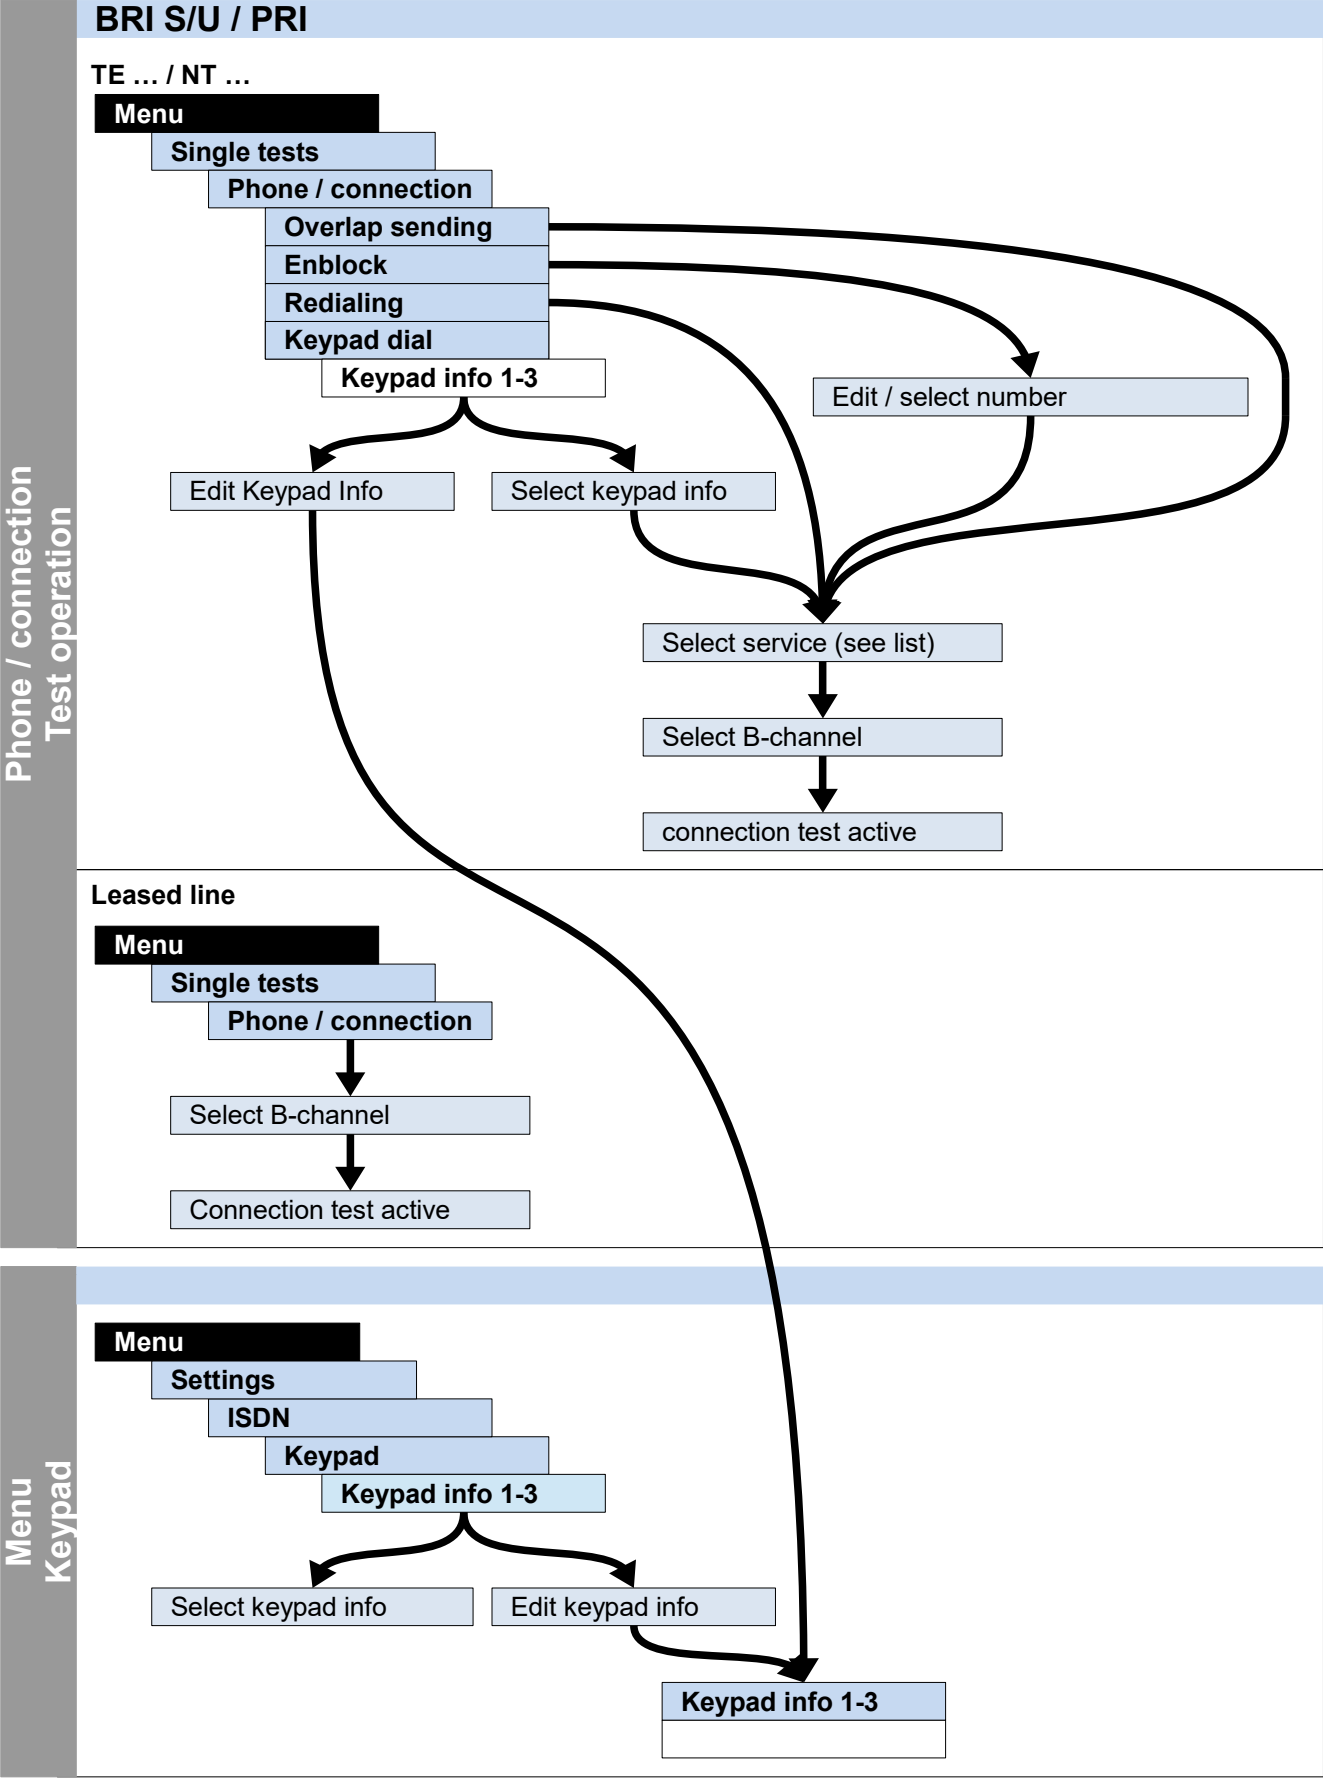 BRI S/U / PRI
TE ... / NT ...
Menu
Single tests
Phone / connection
Overlap sending
Enblock
Redialing
Keypad dial
Keypad info 1-3
Edit / select number
Edit Keypad Info
Select keypad info
Select service (see list)
Select B-channel
connection test active
Phone / connection
Test operation
Leased line
Menu
Single tests
Phone / connection
Select B-channel
Connection test active
Menu
Keypad
Menu
Settings
ISDN
Keypad
Keypad info 1-3
Select keypad info
Edit keypad info
Keypad info 1-3